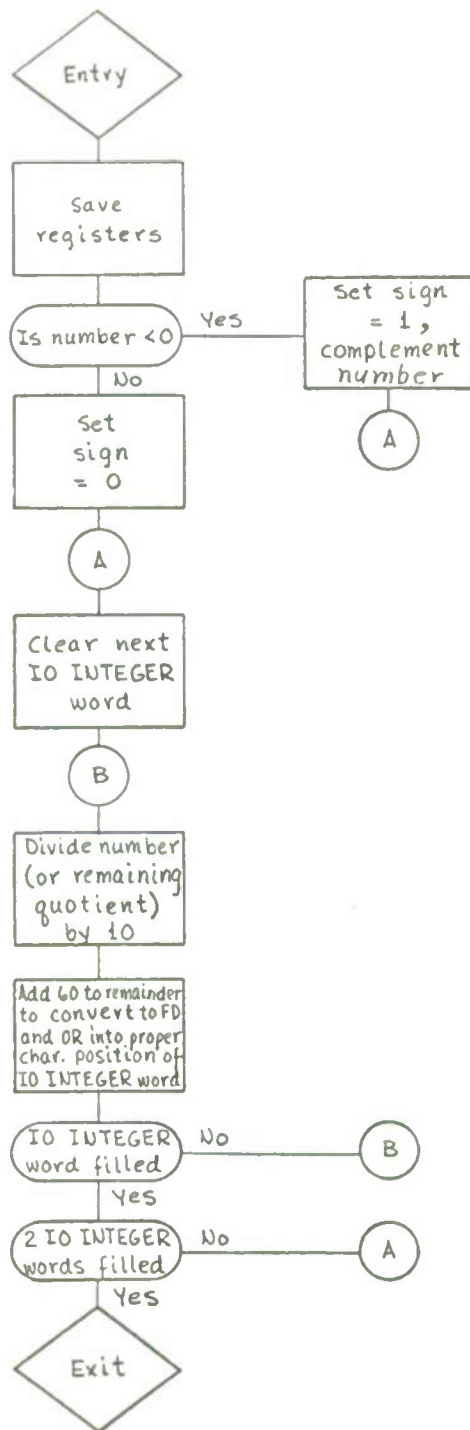 Entry
Save
registers
Is number <0
Yes
Set sign
= 1,
complement
number
A
No
Set
sign
= 0
A
Clear next
IO INTEGER
word
B
Divide number
(or remaining
quotient)
by 10
Add 60 to remainder
to convert to FD
and OR into proper
char. position of
IO INTEGER word
IO INTEGER
word filled
No
B
Yes
2 IO INTEGER
words filled
No
A
Yes
Exit